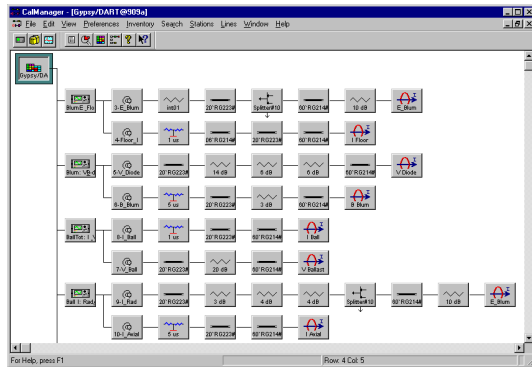 CalManager - [Gypsy/DART@909a]
File Edit View Preferences Inventory Search Stations Lines Window Help
Gypsy/DA
BlumE_Flo 3-E_Blum int01 20'RG223# Splitter#10 60'RG214# 10 dB E_Blum
4-Floor_I 1 us 06'RG223# 20'RG223# 60'RG214# I Floor
Blum: VB-d 5-V_Diode 20'RG223# 14 dB 6 dB 6 dB 60'RG214# V Diode
6-B_Blum 5 us 20'RG223# 3 dB 60'RG214# B Blum
BallTot: I_V 8-I_Ball 1 us 20'RG223# 60'RG214# I Ball
7-V_Ball 20'RG223# 20 dB 60'RG214# V Ballast
Ball I: Rad, 9-I_Rad 20'RG223# 3 dB 4 dB 4 dB Splitter#10 60'RG214# 10 dB E_Blum
10-I_Axial 5 us 20'RG223# 60'RG214# I Axial
For Help, press F1 Row: 4 Col: 5